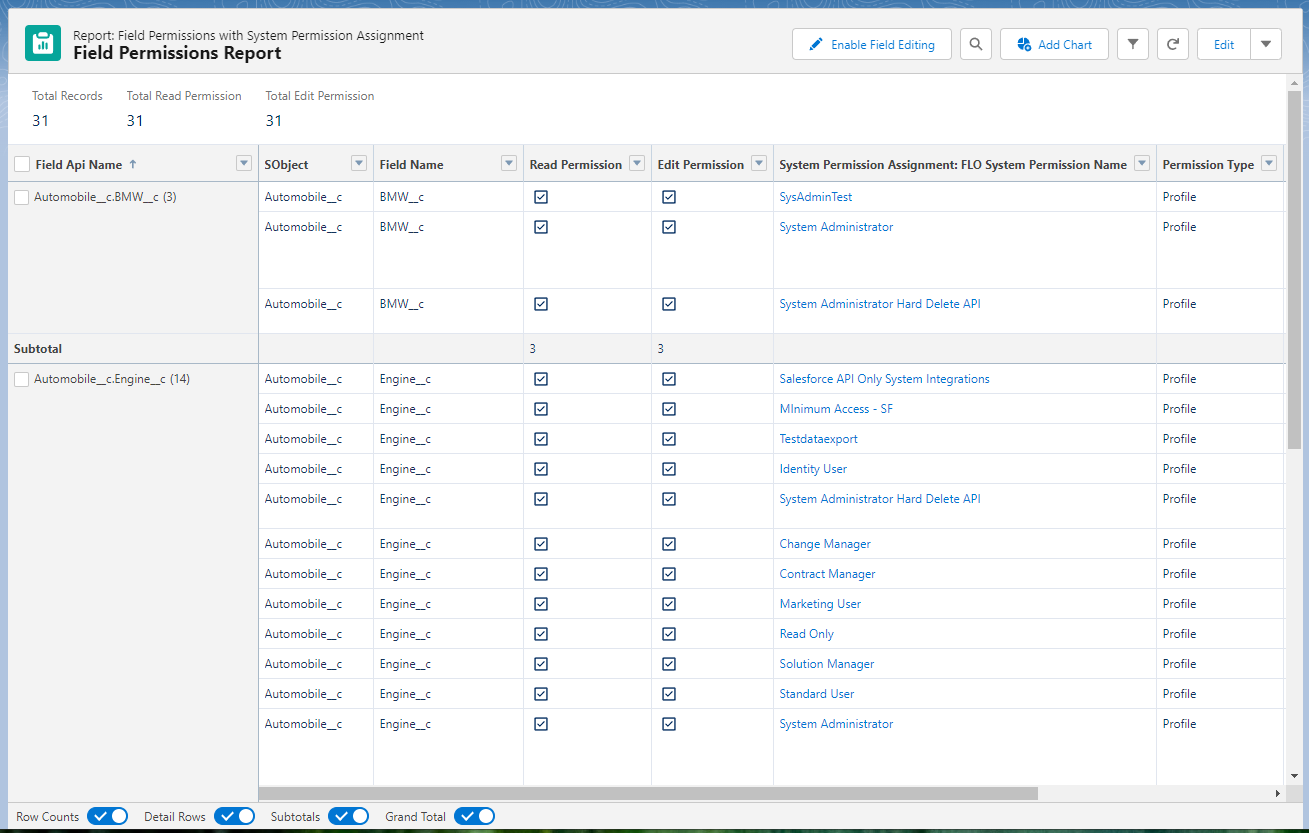 Report: Field Permissions with System Permission Assignment
Field Permissions Report
Enable Field Editing
Add Chart
Edit
Total Records Total Read Permission Total Edit Permission
31 31 31
Field Api Name ↑ SObject Field Name Read Permission Edit Permission System Permission Assignment: FLO System Permission Name Permission Type
Automobile__c.BMW__c (3) Automobile__c BMW__c SysAdminTest Profile
Automobile__c BMW__c System Administrator Profile
Automobile__c BMW__c System Administrator Hard Delete API Profile
Subtotal 3 3
Automobile__c.Engine__c (14) Automobile__c Engine__c Salesforce API Only System Integrations Profile
Automobile__c Engine__c MInimum Access - SF Profile
Automobile__c Engine__c Testdataexport Profile
Automobile__c Engine__c Identity User Profile
Automobile__c Engine__c System Administrator Hard Delete API Profile
Automobile__c Engine__c Change Manager Profile
Automobile__c Engine__c Contract Manager Profile
Automobile__c Engine__c Marketing User Profile
Automobile__c Engine__c Read Only Profile
Automobile__c Engine__c Solution Manager Profile
Automobile__c Engine__c Standard User Profile
Automobile__c Engine__c System Administrator Profile
Row Counts Detail Rows Subtotals Grand Total